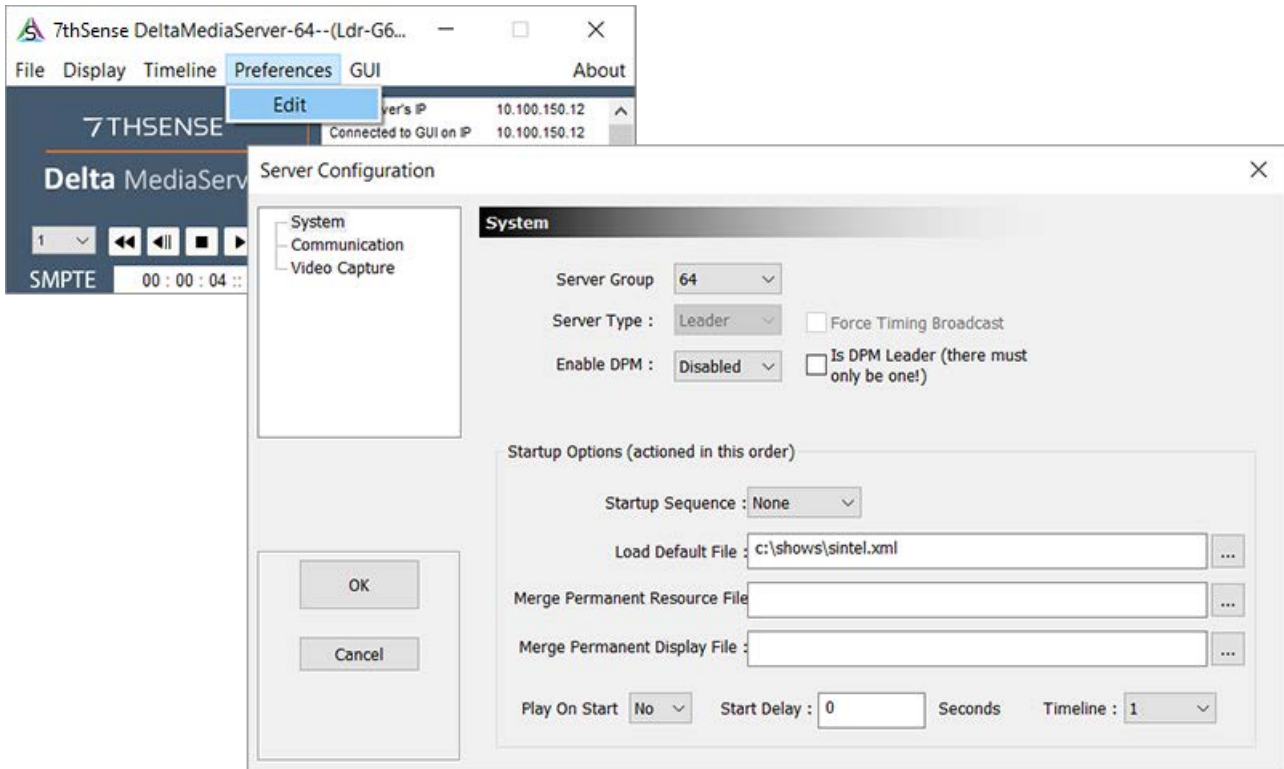 7thSense DeltaMediaServer-64--(Ldr-G6...
File Display Timeline Preferences GUI About
Edit
ver's IP 10.100.150.12
Connected to GUI on IP 10.100.150.12
7THSENSE
Delta MediaServ
1
SMPTE 00 : 00 : 04 ::
Server Configuration
System
Communication
Video Capture
OK
Cancel
System
Server Group 64
Server Type : Leader Force Timing Broadcast
Enable DPM : Disabled Is DPM Leader (there must
only be one!)
Startup Options (actioned in this order)
Startup Sequence : None
Load Default File : c:\shows\sintel.xml ...
Merge Permanent Resource File ...
Merge Permanent Display File : ...
Play On Start No Start Delay : 0 Seconds Timeline : 1